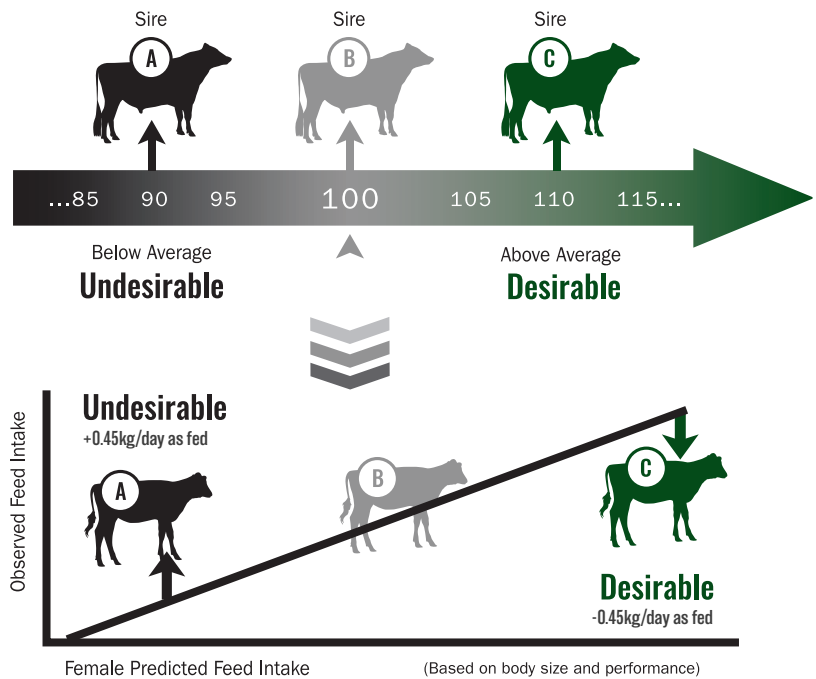 Sire
Sire
Sire
A
B
C
...85 90 95 100 105 110 115...
Below Average
Undesirable
Above Average
Desirable
Undesirable
+0.45kg/day as fed
A
B
C
Desirable
-0.45kg/day as fed
Observed Feed Intake
Female Predicted Feed Intake
(Based on body size and performance)